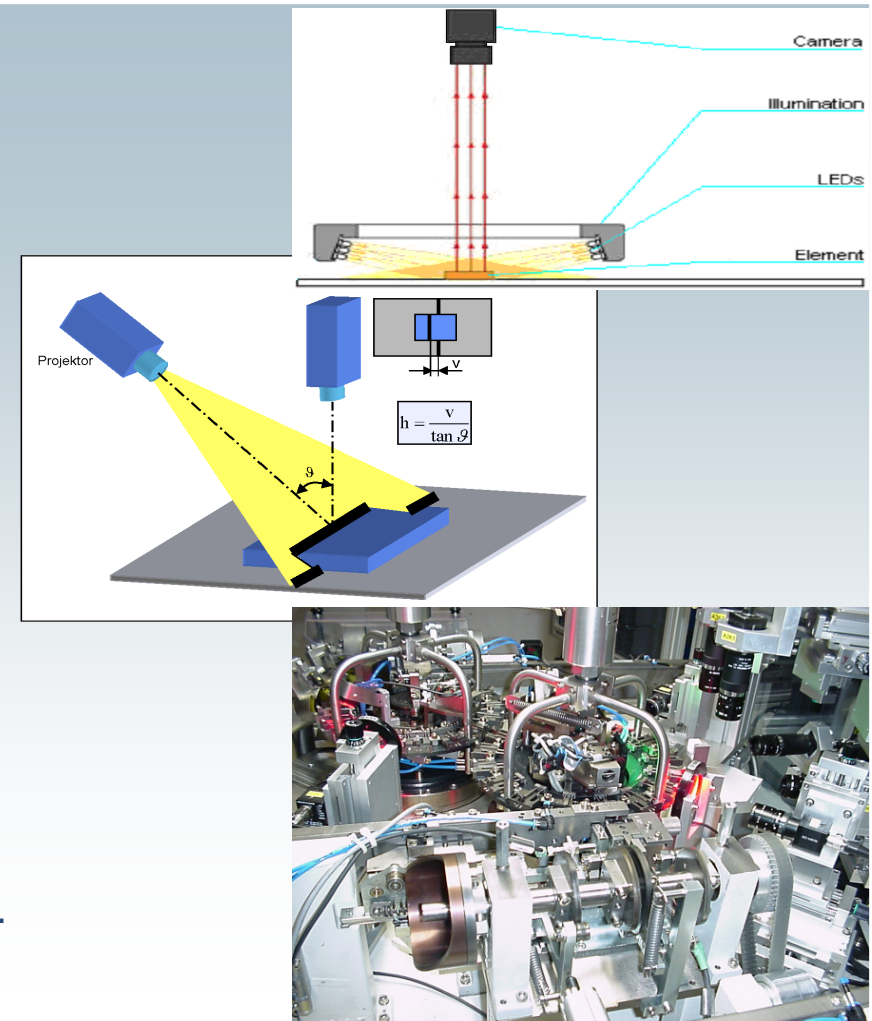 Camera
Illumination
LEDs
Element
Projektor
v
h = v / tan ϑ
ϑ